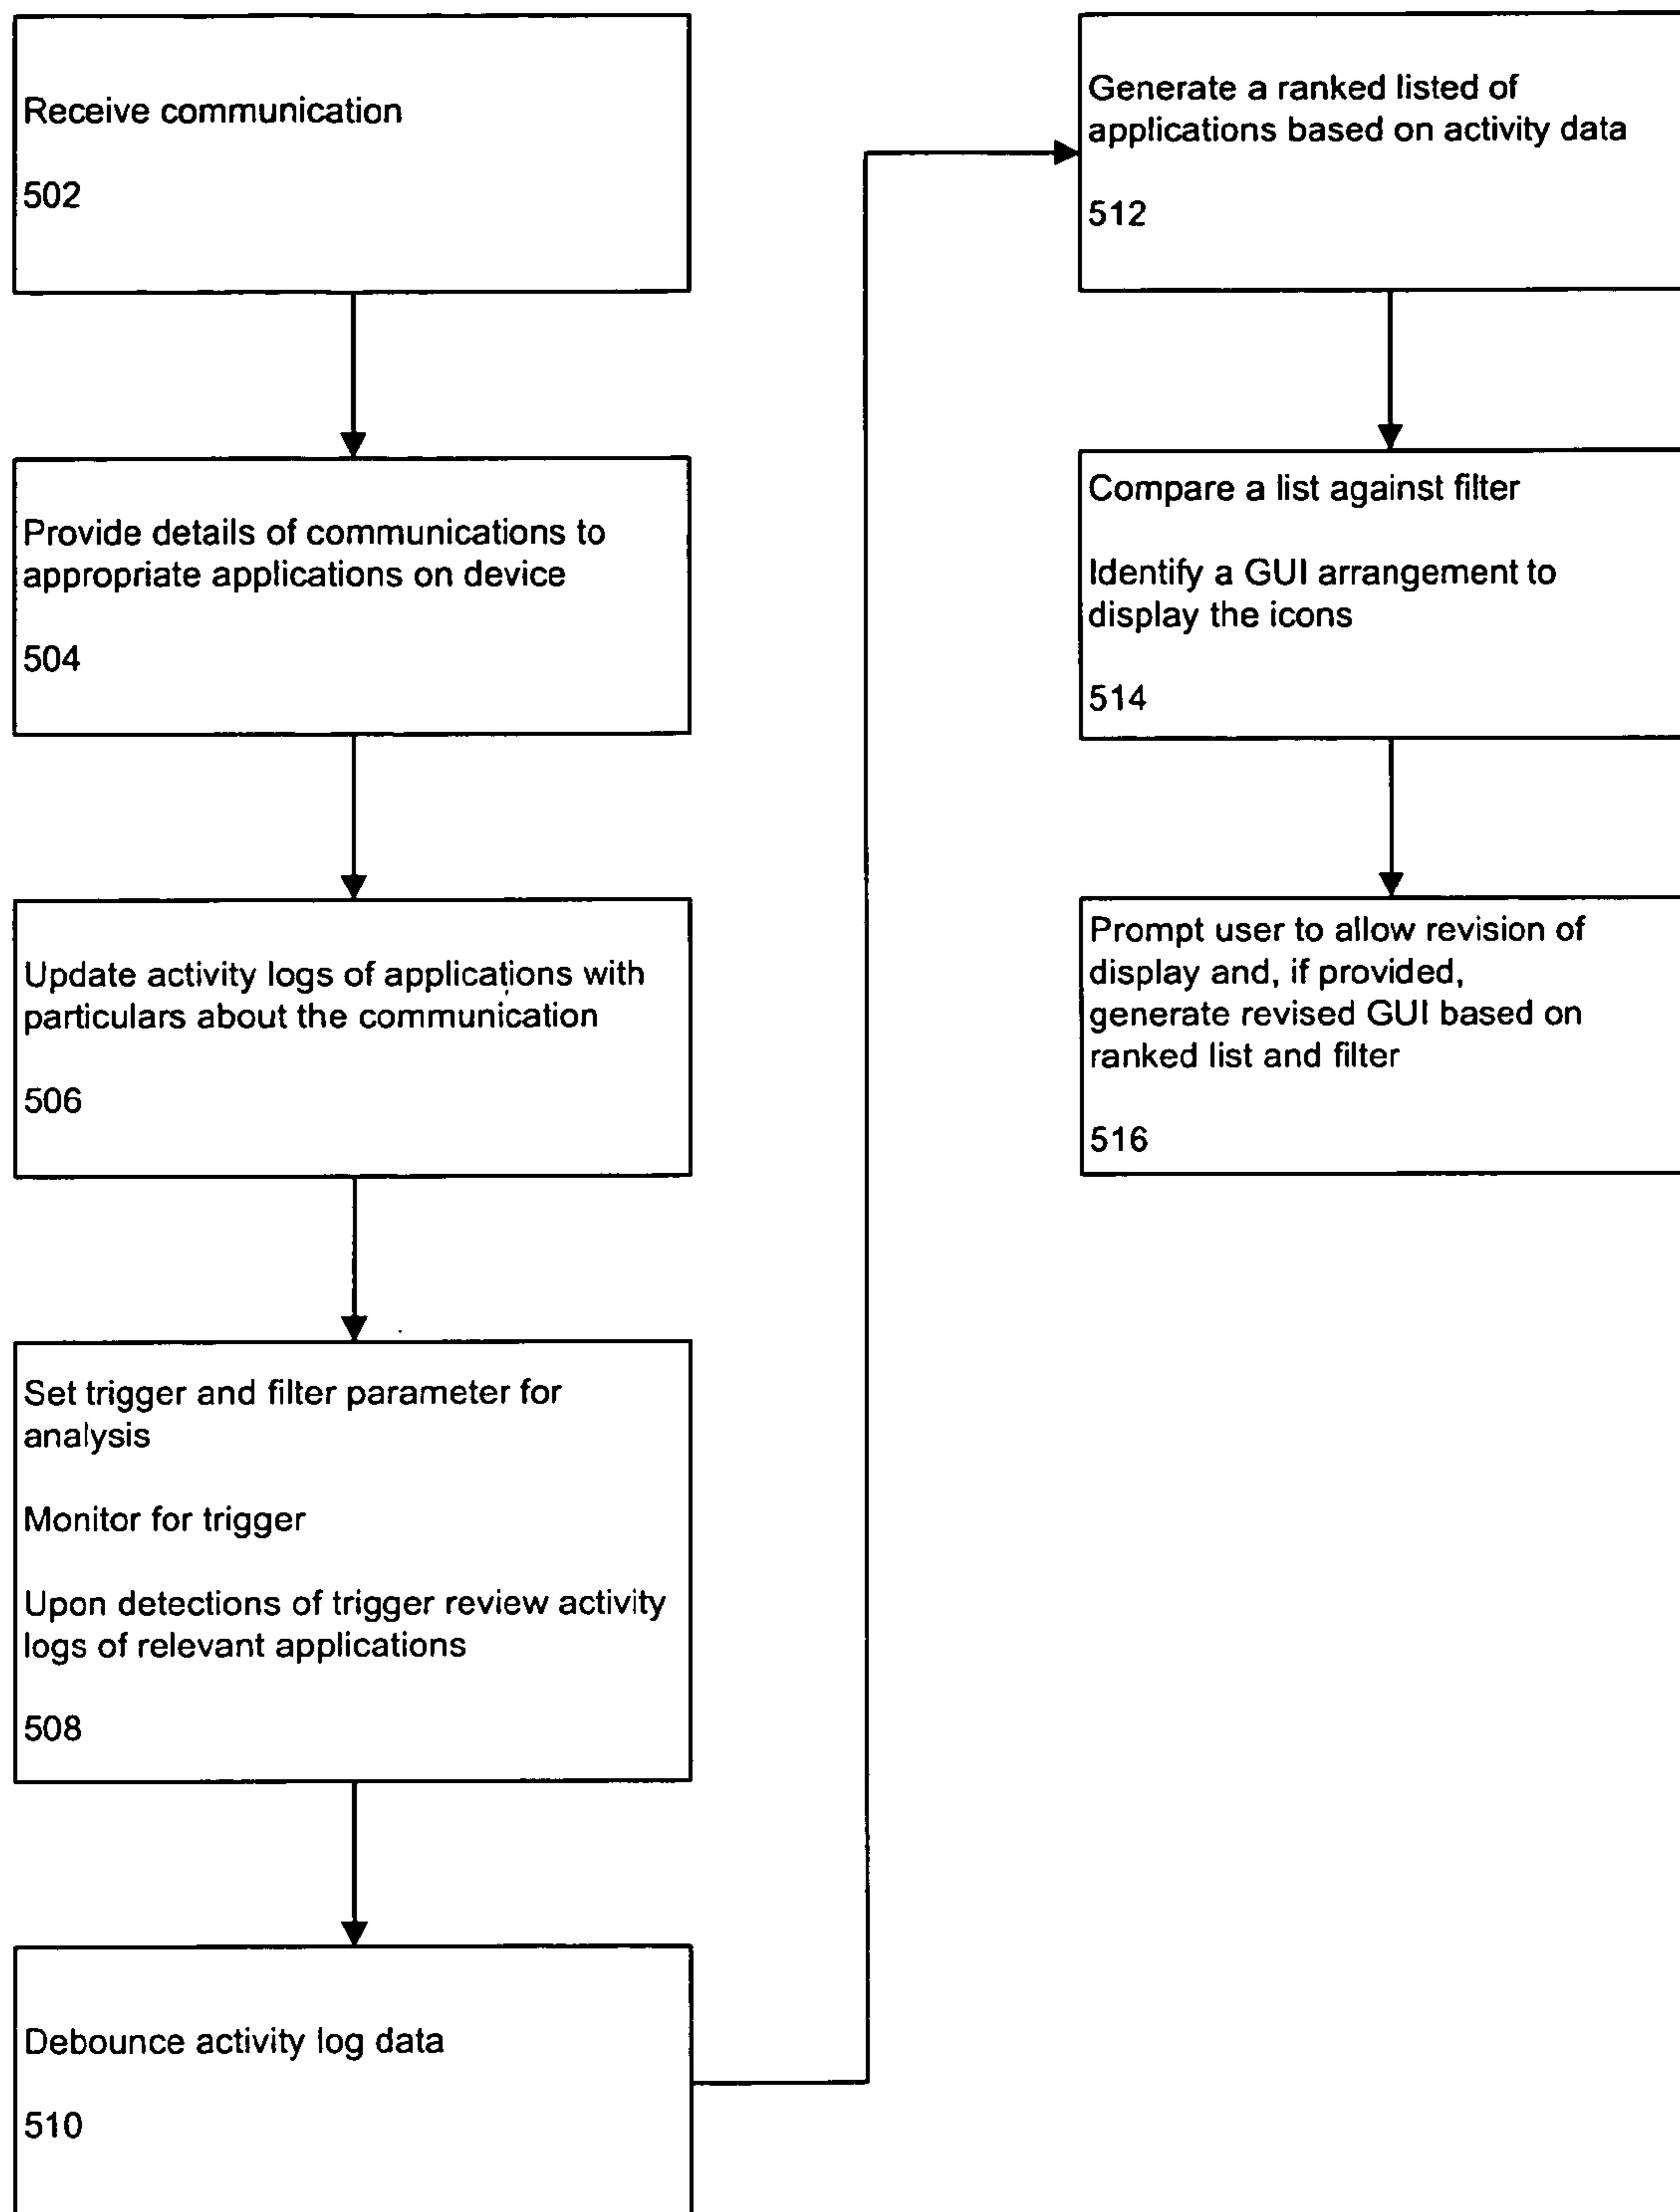 Receive communication
502
Provide details of communications to
appropriate applications on device
504
Update activity logs of applications with
particulars about the communication
506
Set trigger and filter parameter for
analysis
Monitor for trigger
Upon detections of trigger review activity
logs of relevant applications
508
Debounce activity log data
510
Generate a ranked listed of
applications based on activity data
512
Compare a list against filter
Identify a GUI arrangement to
display the icons
514
Prompt user to allow revision of
display and, if provided,
generate revised GUI based on
ranked list and filter
516